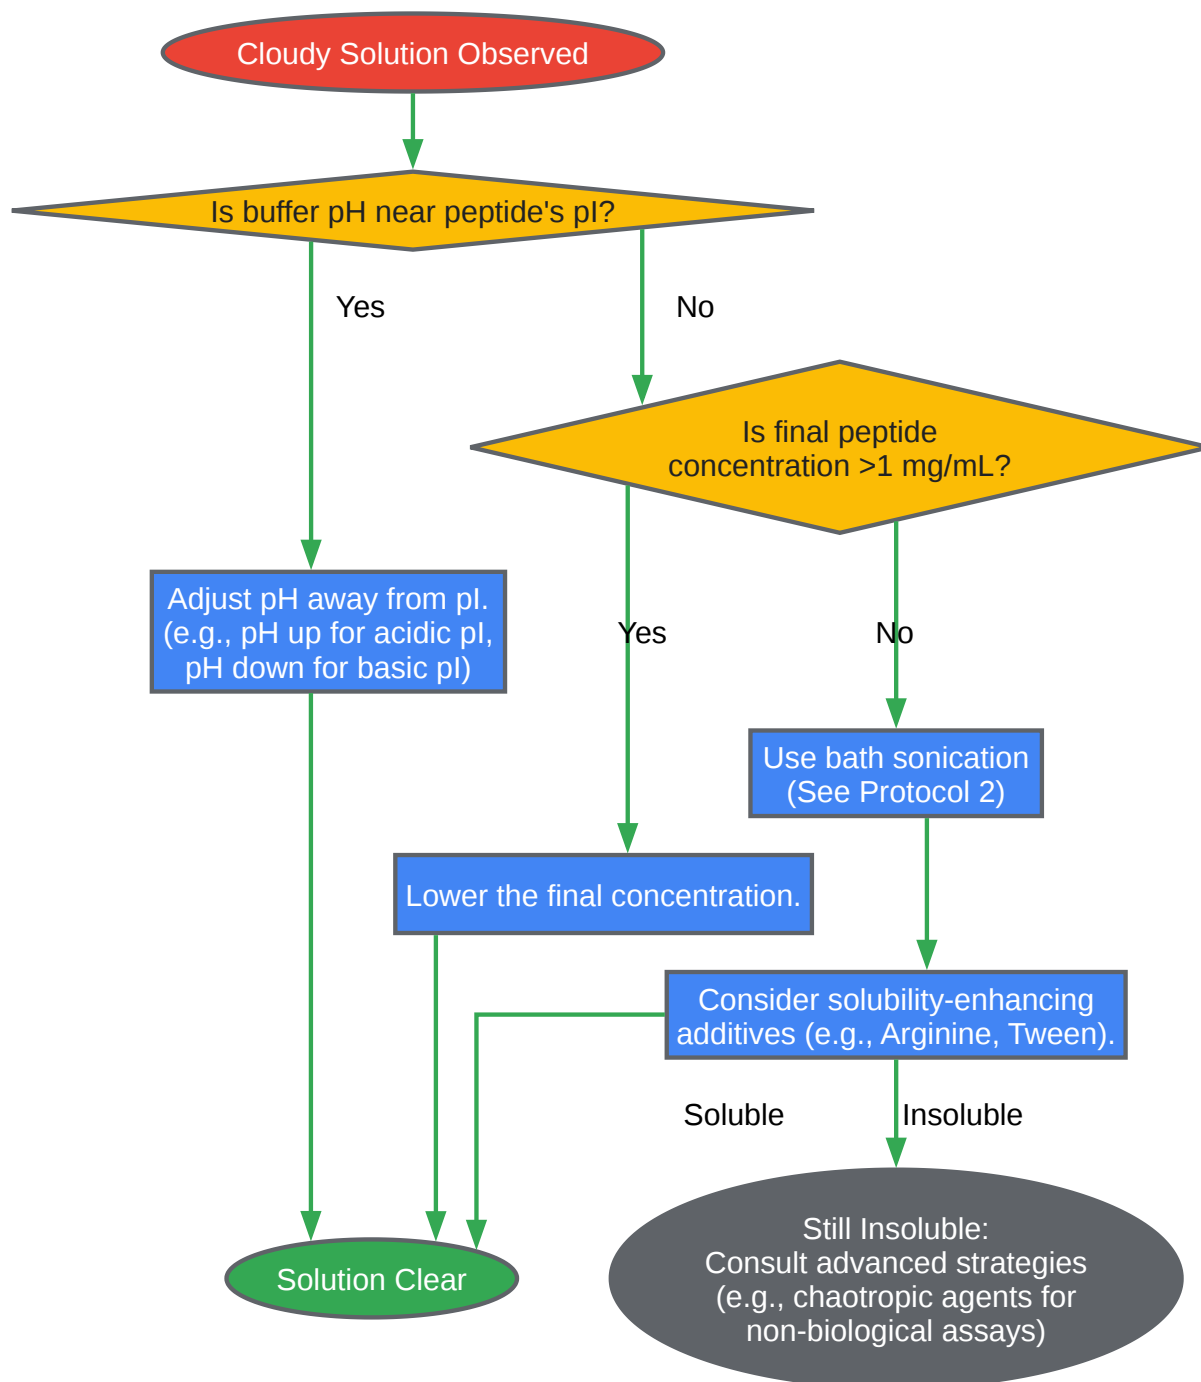 Cloudy Solution Observed
Is buffer pH near peptide's pI?
Yes
No
Is final peptide
concentration >1 mg/mL?
Adjust pH away from pI.
(e.g., pH up for acidic pI,
pH down for basic pI)
Yes
No
Use bath sonication
(See Protocol 2)
Lower the final concentration.
Consider solubility-enhancing
additives (e.g., Arginine, Tween).
Soluble
Insoluble
Solution Clear
Still Insoluble:
Consult advanced strategies
(e.g., chaotropic agents for
non-biological assays)